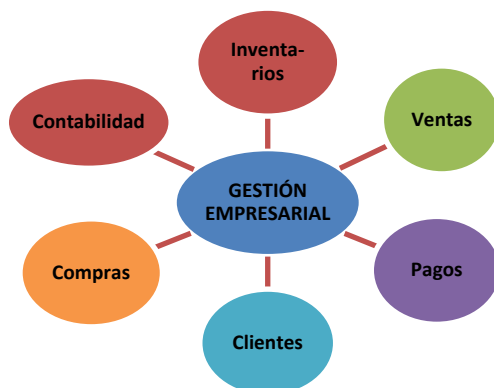 Inventa-
rios
Contabilidad
Ventas
GESTIÓN
EMPRESARIAL
Compras
Pagos
Clientes